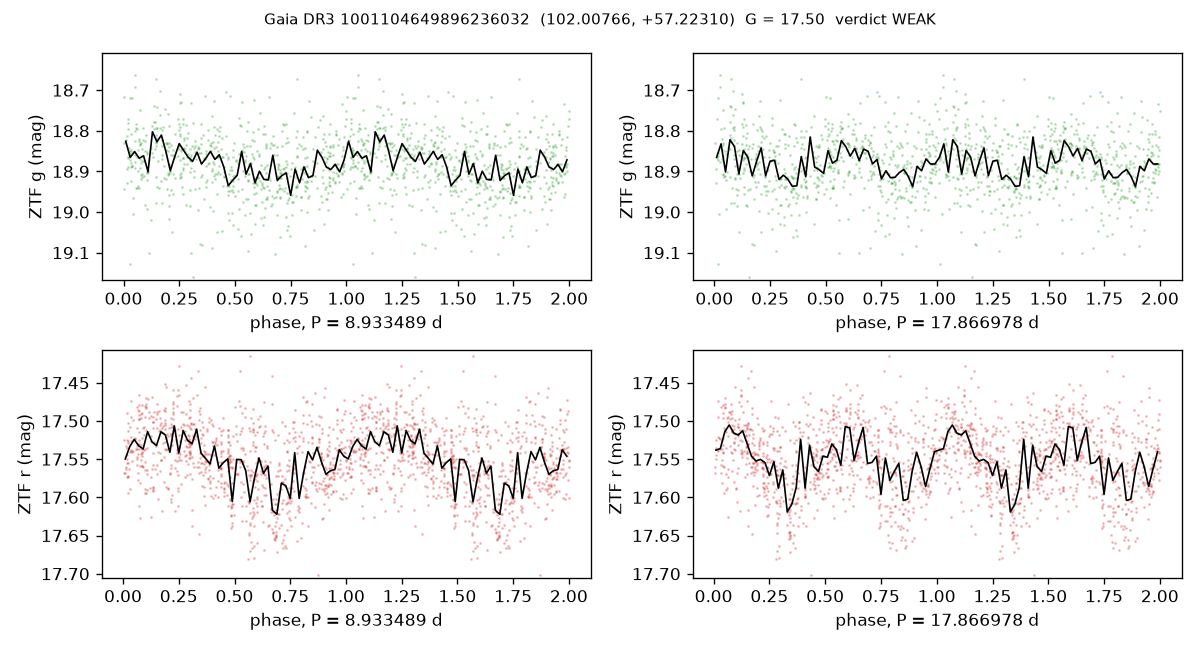 Gaia DR3 1001104649896236032  (102.00766, +57.22310)  G = 17.50  verdict WEAK
ZTF g (mag)
18.7
18.8
18.9
19.0
19.1
0.00 0.25 0.50 0.75 1.00 1.25 1.50 1.75 2.00
phase, P = 8.933489 d
ZTF g (mag)
18.7
18.8
18.9
19.0
19.1
0.00 0.25 0.50 0.75 1.00 1.25 1.50 1.75 2.00
phase, P = 17.866978 d
ZTF r (mag)
17.45
17.50
17.55
17.60
17.65
17.70
0.00 0.25 0.50 0.75 1.00 1.25 1.50 1.75 2.00
phase, P = 8.933489 d
ZTF r (mag)
17.45
17.50
17.55
17.60
17.65
17.70
0.00 0.25 0.50 0.75 1.00 1.25 1.50 1.75 2.00
phase, P = 17.866978 d